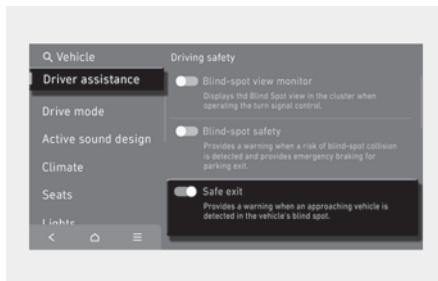 Vehicle
Driving safety
Driver assistance
Blind-spot view monitor
Displays thd Blind Spot view in the cluster when
operating the turn signal control.
Drive mode
Blind-spot safety
Active sound design
Provides a warning when a risk of blind-spot collision
is detected and provides emergency braking for
parking exit.
Climate
Seats
Safe exit
Provides a warning when an approaching vehicle is
detected in the vehicle's blind spot.
Lights